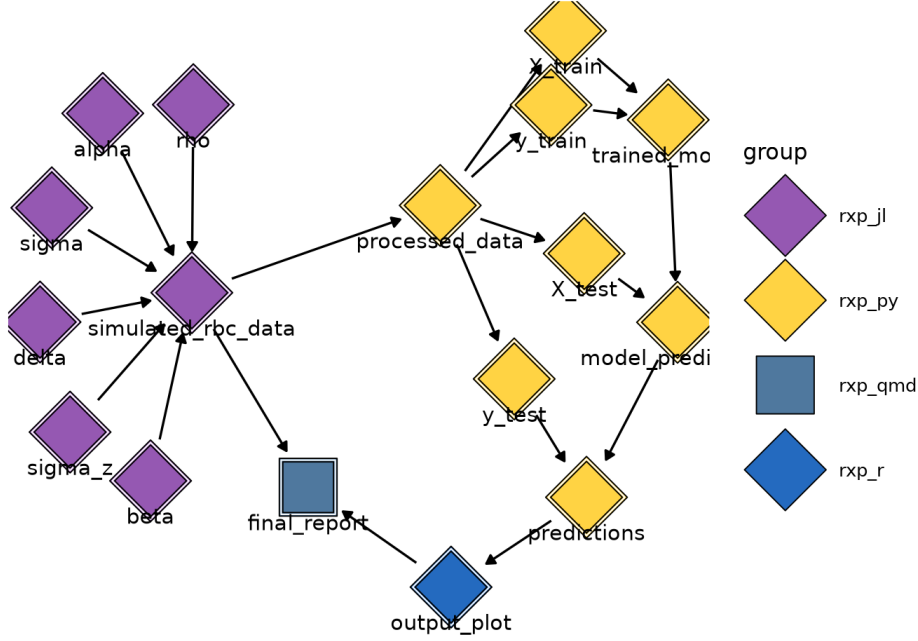 X_train
y_train
alpha
rho
trained_mo
group
rxp_jl
sigma
processed_data
X_test
rxp_py
simulated_rbc_data
delta
model_predi
rxp_qmd
y_test
sigma_z
rxp_r
beta
final_report
predictions
output_plot